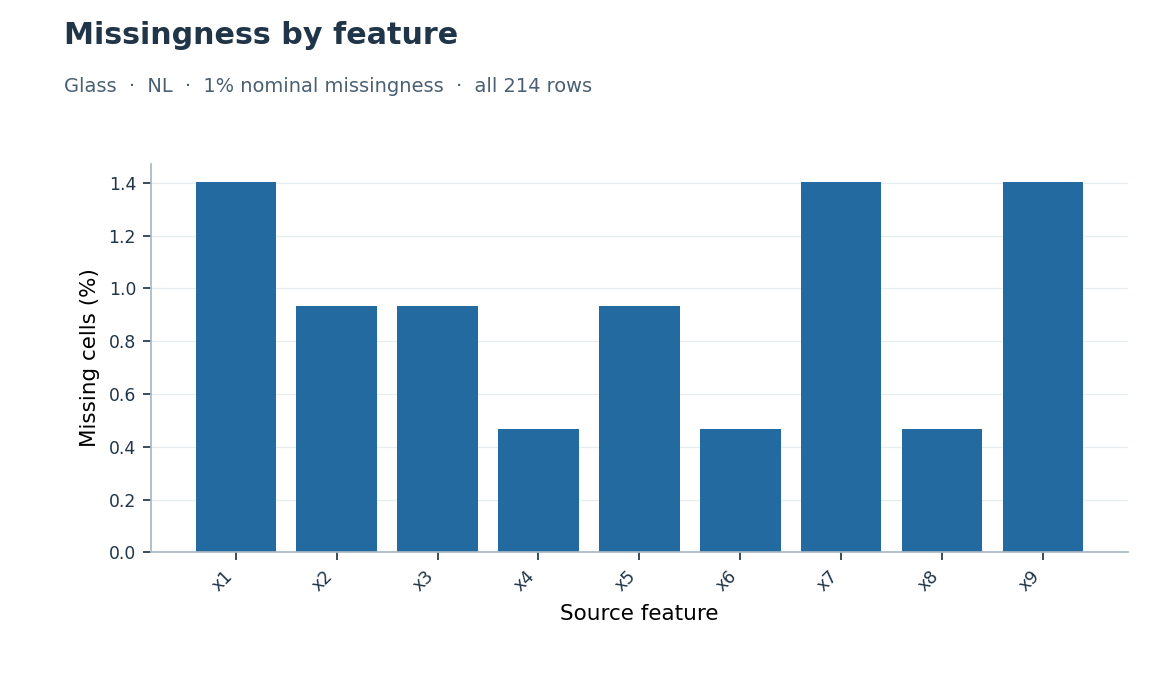 Missingness by feature
Glass · NL · 1% nominal missingness · all 214 rows
Missing cells (%)
1.4
1.2
1.0
0.8
0.6
0.4
0.2
0.0
x1 x2 x3 x4 x5 x6 x7 x8 x9
Source feature